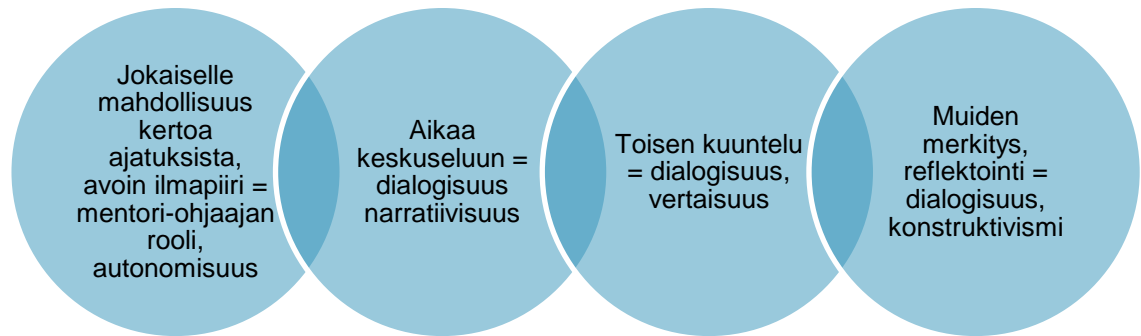 Jokaiselle
mahdollisuus
kertoa
ajatuksista,
avoin ilmapiiri =
mentori-ohjaajan
rooli,
autonomisuus
Aikaa
keskuseluun =
dialogisuus
narratiivisuus
Toisen kuuntelu
= dialogisuus,
vertaisuus
Muiden
merkitys,
reflektointi =
dialogisuus,
konstruktivismi